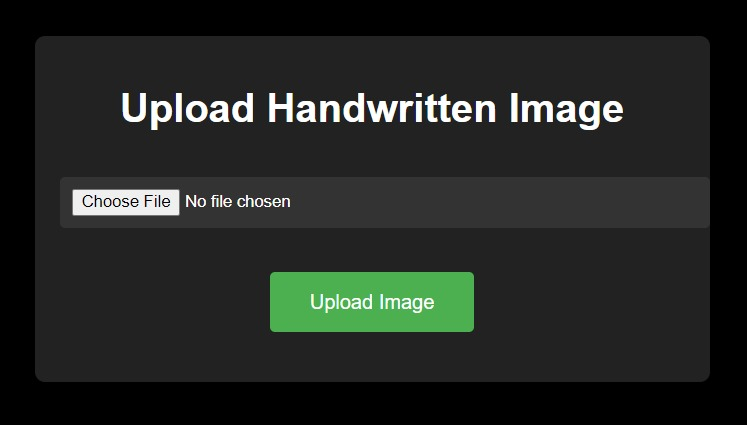 Upload Handwritten Image
Choose File No file chosen
Upload Image